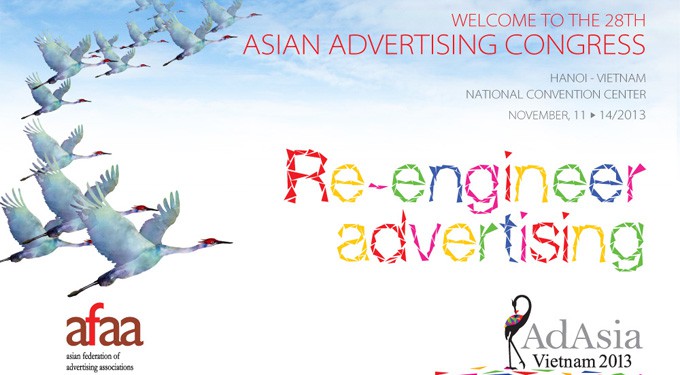 WELCOME TO THE 28TH
ASIAN ADVERTISING CONGRESS
HANOI - VIETNAM
NATIONAL CONVENTION CENTER
NOVEMBER, 11 ▸ 14/2013
Re-engineer
advertising
afaa
asian federation of
advertising associations
AdAsia
Vietnam 2013